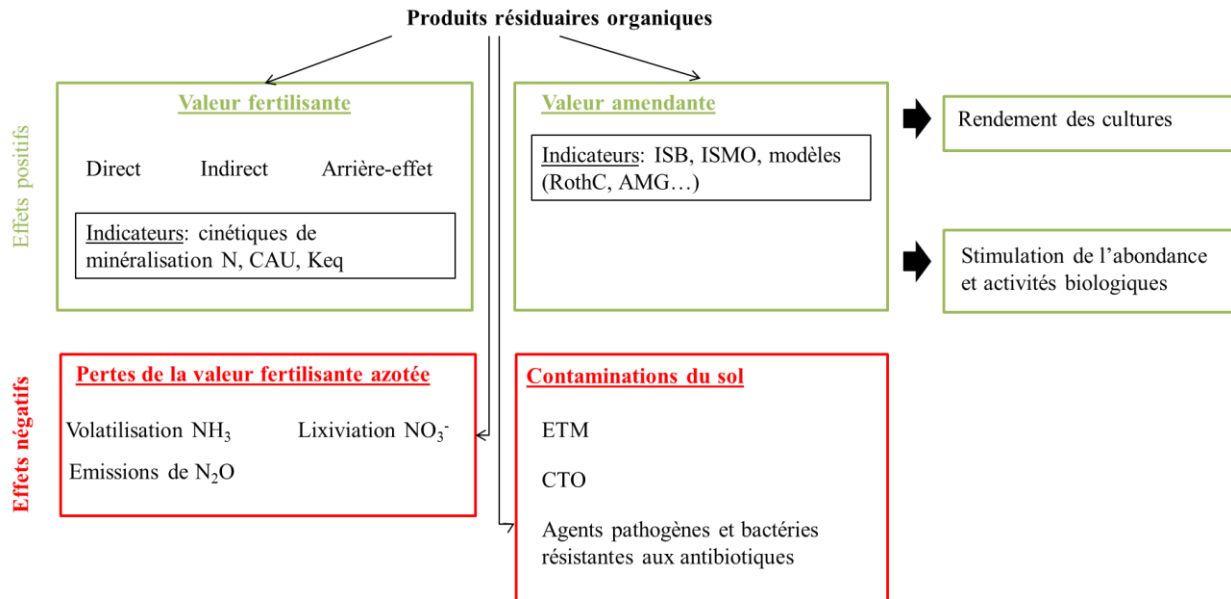 Produits résiduaires organiques
Effets positifs
Valeur fertilisante
Direct Indirect Arrière-effet
Indicateurs: cinétiques de
minéralisation N, CAU, Keq
Valeur amendante
Indicateurs: ISB, ISMO, modèles
(RothC, AMG…)
Rendement des cultures
Stimulation de l’abondance
et activités biologiques
Effets négatifs
Pertes de la valeur fertilisante azotée
Volatilisation NH₃ Lixiviation NO₃⁻
Emissions de N₂O
Contaminations du sol
ETM
CTO
Agents pathogènes et bactéries
résistantes aux antibiotiques